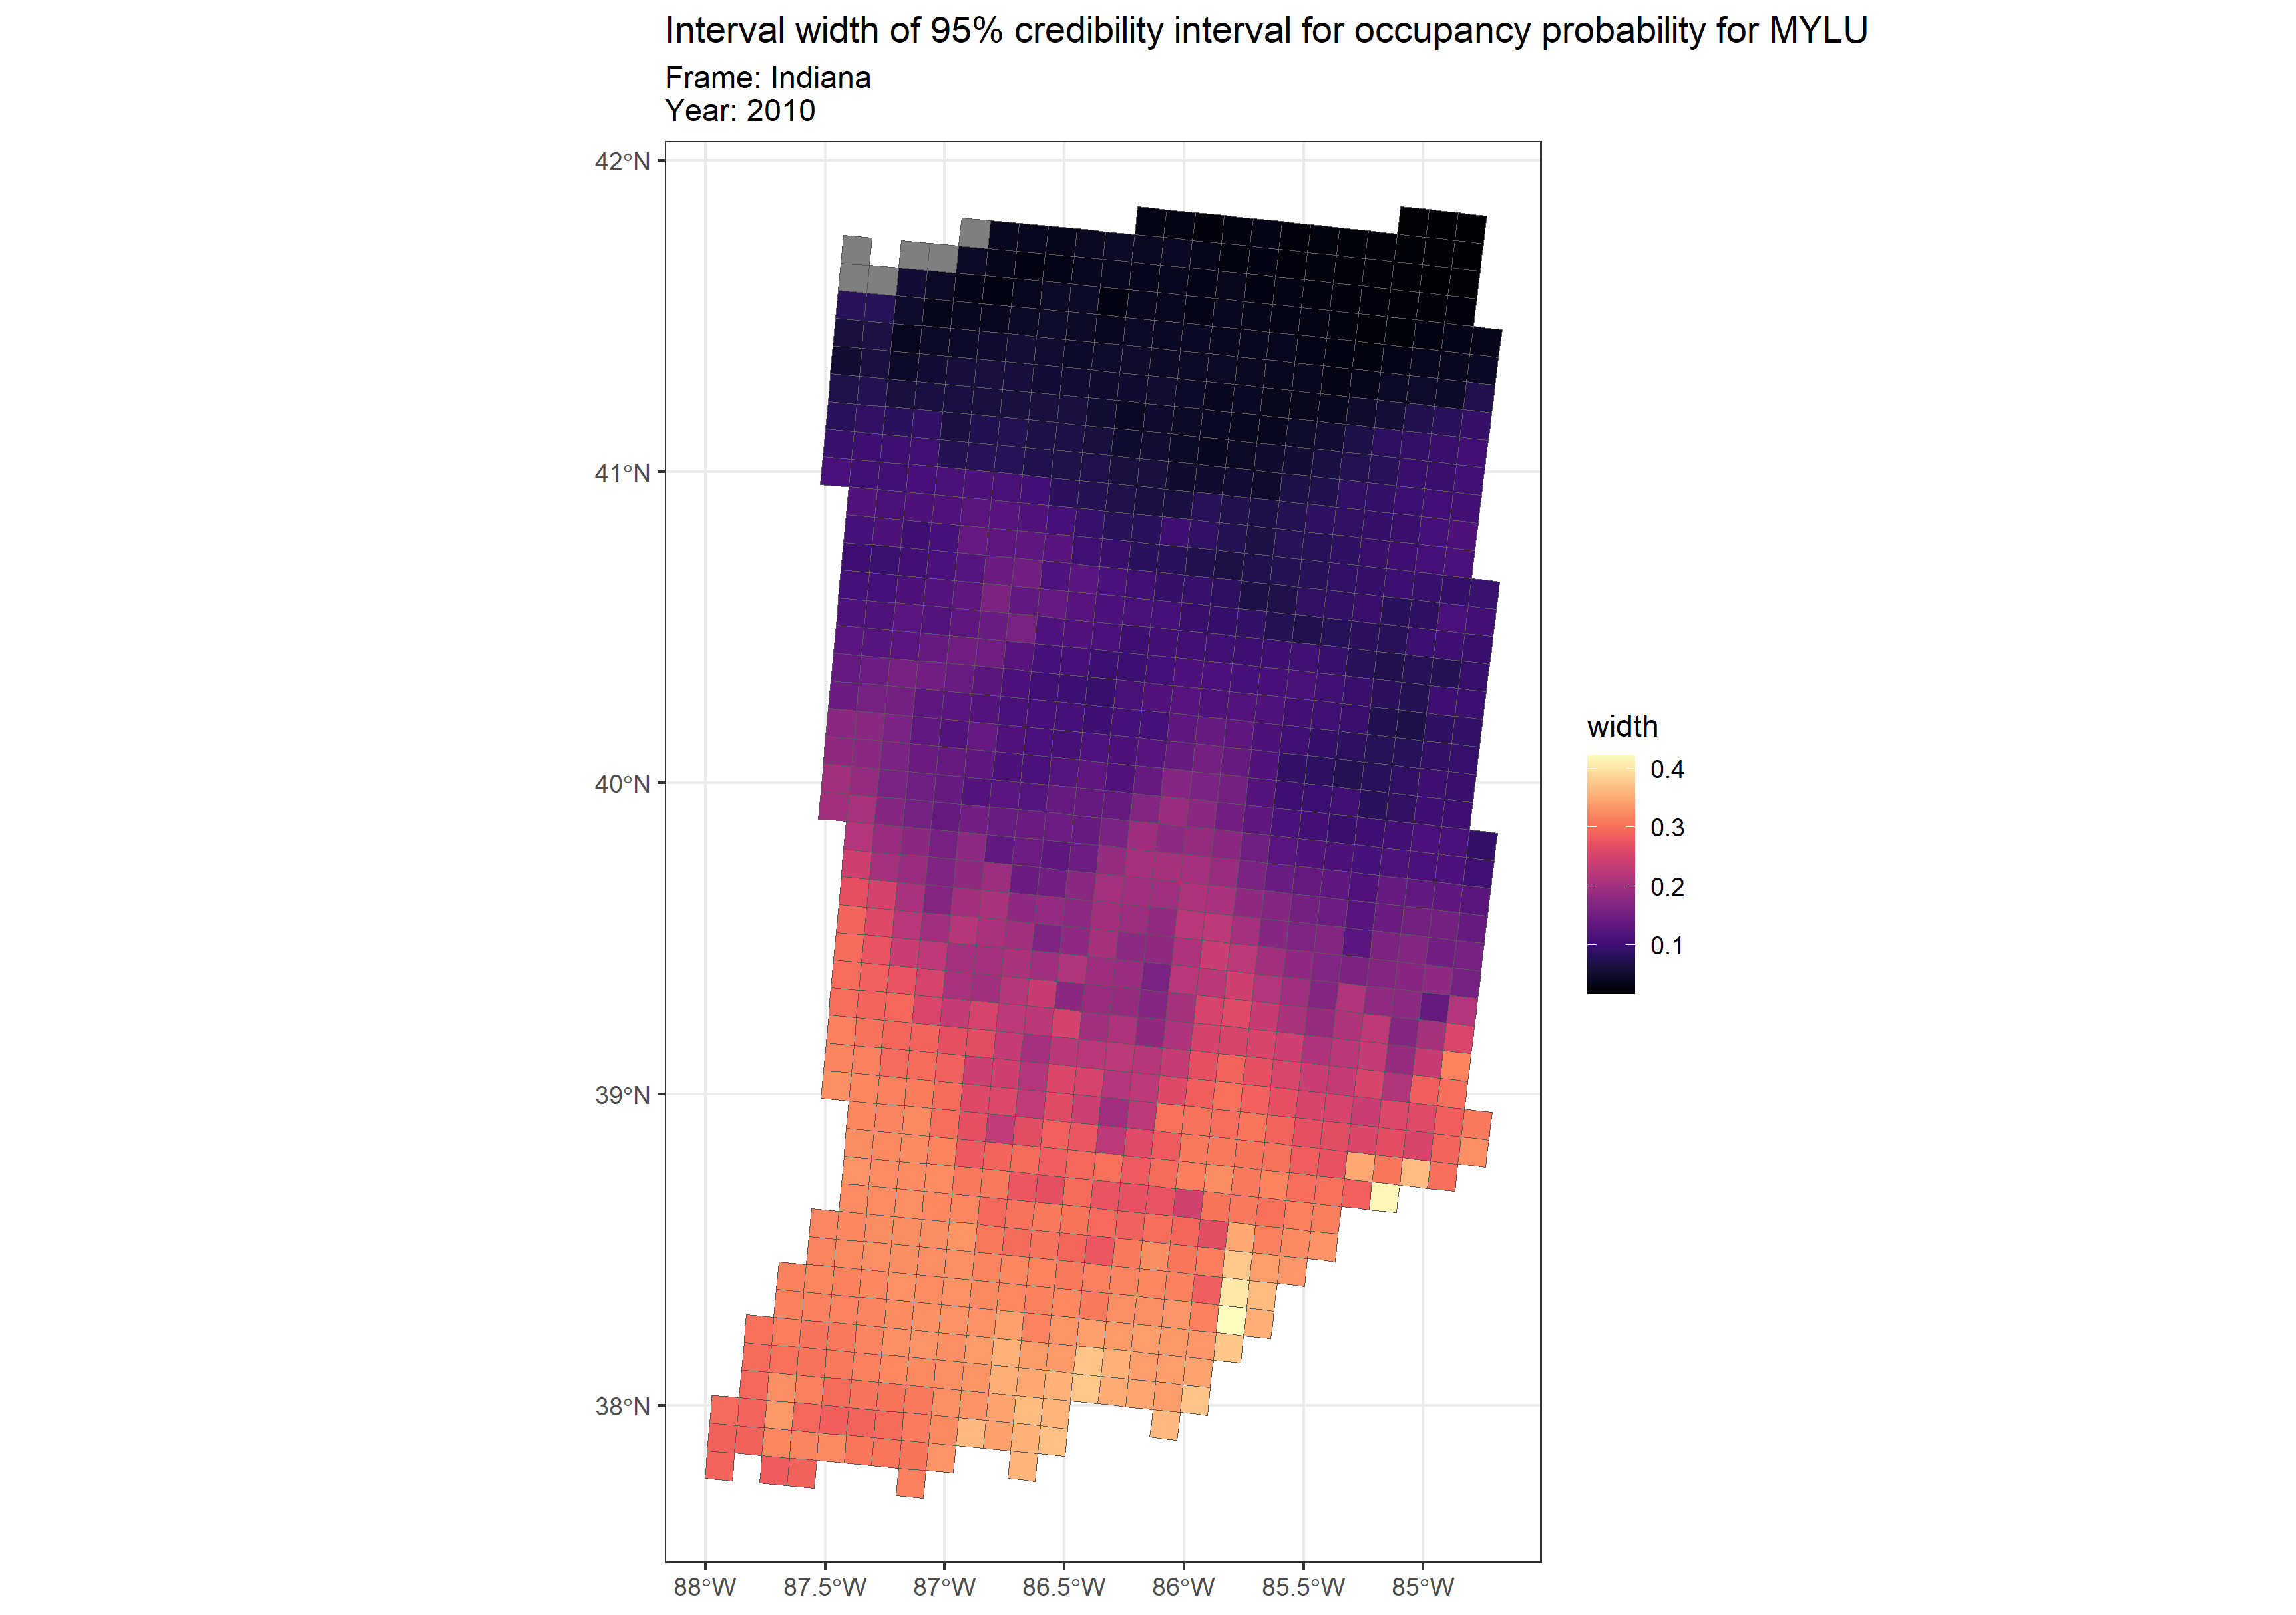 Interval width of 95% credibility interval for occupancy probability for MYLU
Frame: Indiana
Year: 2010
42°N
41°N
40°N
39°N
38°N
88°W
87.5°W
87°W
86.5°W
86°W
85.5°W
85°W
width
0.4
0.3
0.2
0.1